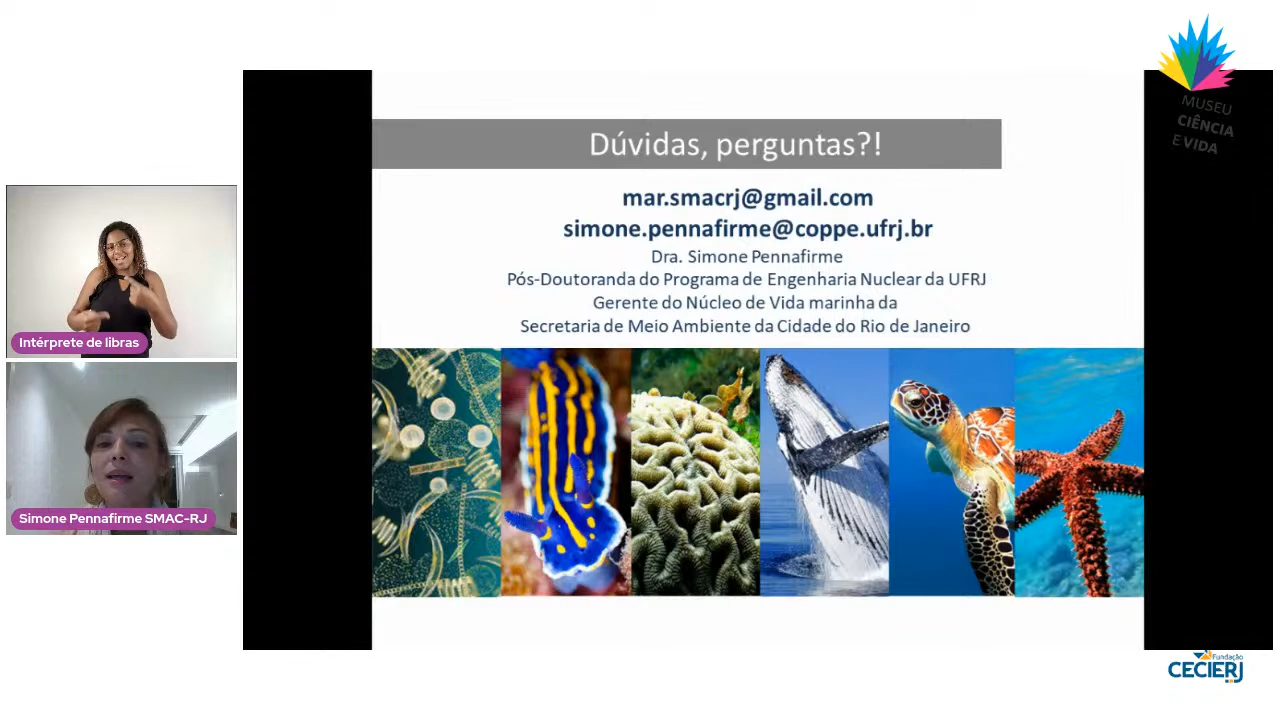 MUSEU
CIÊNCIA
E VIDA
Dúvidas, perguntas?!
mar.smacrj@gmail.com
simone.pennafirme@coppe.ufrj.br
Dra. Simone Pennafirme
Pós-Doutoranda do Programa de Engenharia Nuclear da UFRJ
Gerente do Núcleo de Vida marinha da
Secretaria de Meio Ambiente da Cidade do Rio de Janeiro
Intérprete de libras
Simone Pennafirme SMAC-RJ
Fundação
CECIERJ